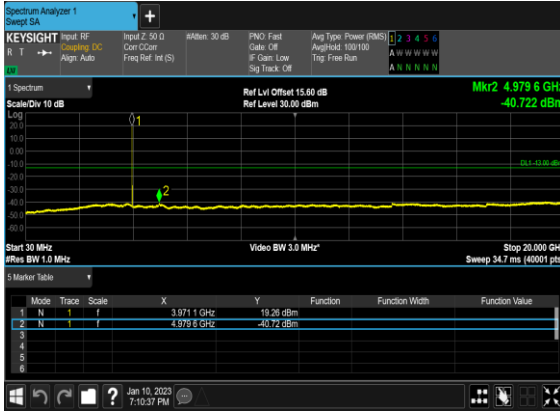 Spectrum Analyzer 1
Swept SA
+
KEYSIGHT Input: RF Input Z: 50 Ω #Atten: 30 dB PNO: Fast Avg Type: Power (RMS) 1 2 3 4 5 6
R T Coupling: DC Corr CCorr Gate: Off Avg|Hold: 100/100 A W W W W W
Align: Auto Freq Ref: Int (S) IF Gain: Low Trig: Free Run
Sig Track: Off A N N N N N
1 Spectrum Ref Lvl Offset 15.60 dB Mkr2 4.979 6 GHz
Scale/Div 10 dB Ref Level 30.00 dBm -40.722 dBm
Log
1
20.0
10.0
0.00
-10.0 DL1 -13.00 dBm
-20.0
-30.0
2
-40.0
-50.0
-60.0
Start 30 MHz Video BW 3.0 MHz* Stop 20.000 GH
#Res BW 1.0 MHz Sweep 34.7 ms (40001 pts
5 Marker Table
Mode Trace Scale X Y Function Function Width Function Value
1 N 1 f 3.971 1 GHz 19.26 dBm
2 N 1 f 4.979 6 GHz -40.72 dBm
3
4
5
6
? Jan 10, 2023
7:10:37 PM